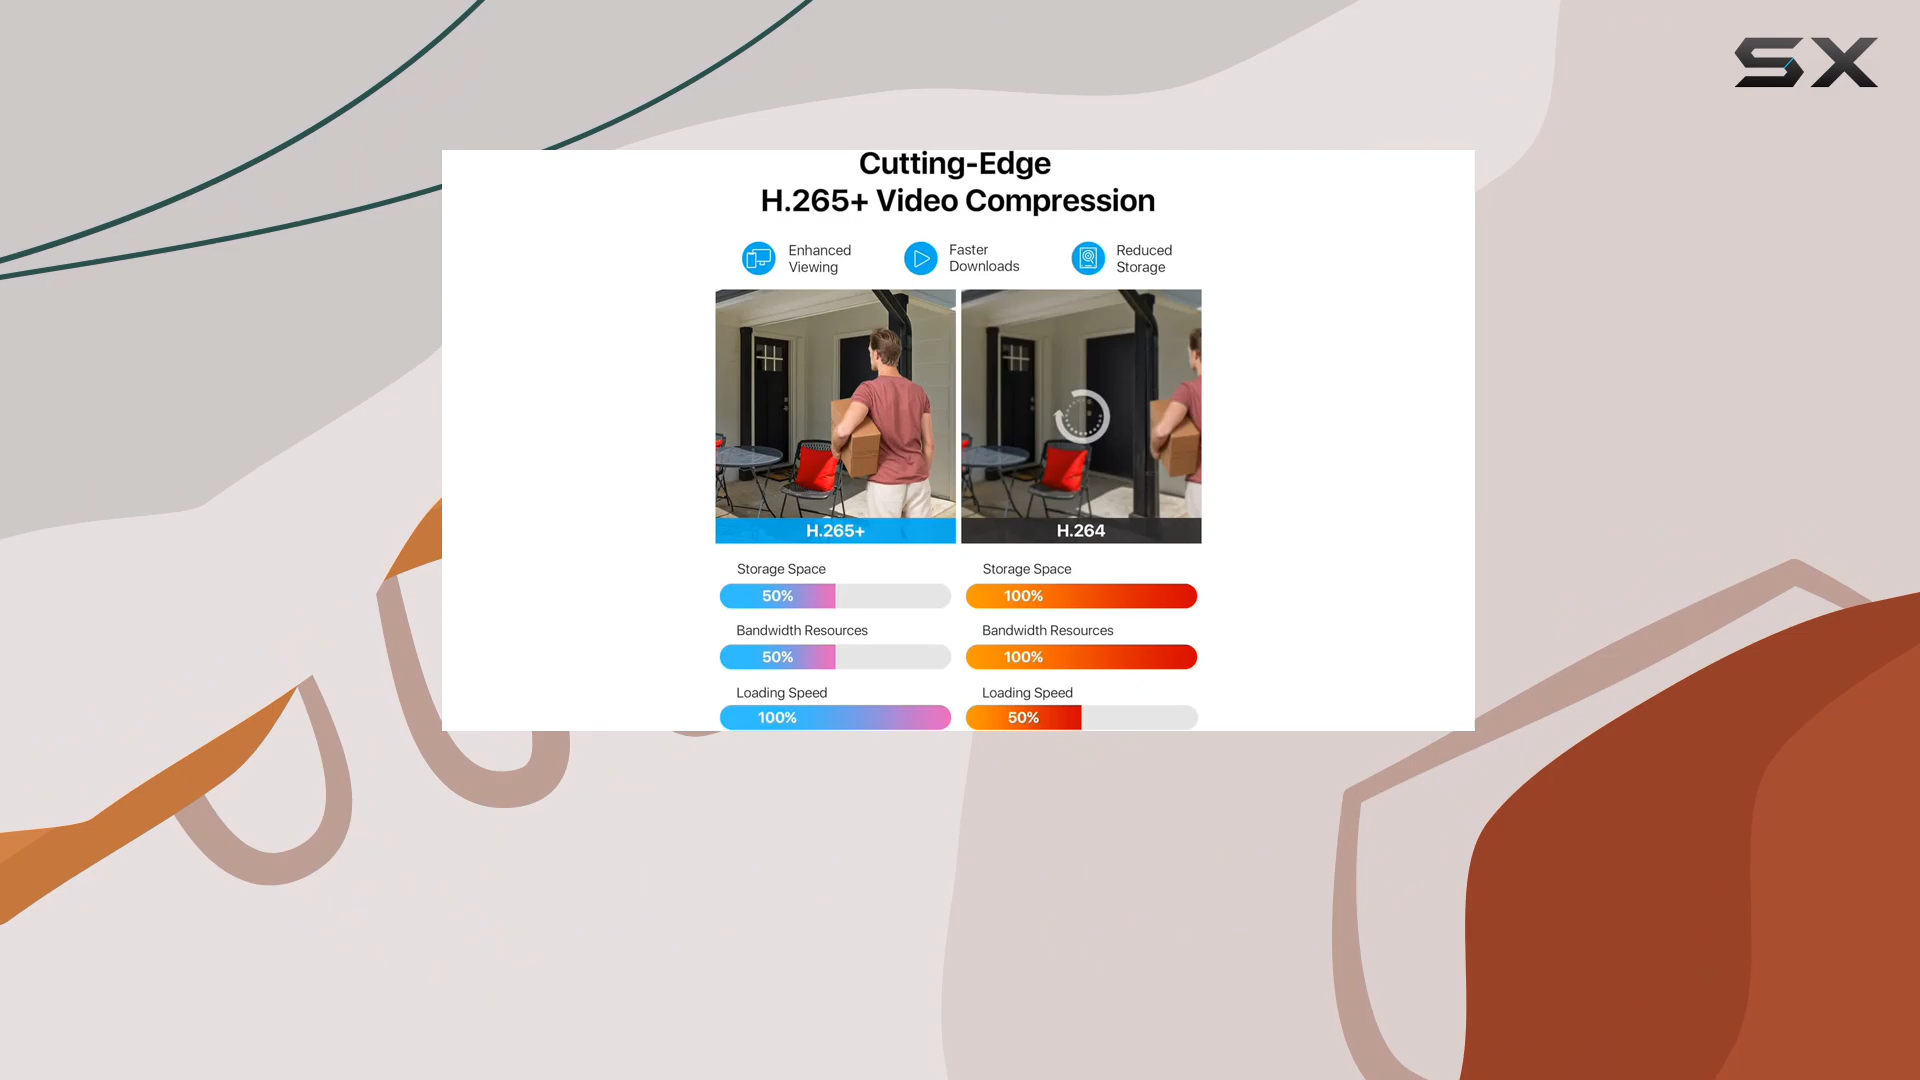 SX
Cutting-Edge
H.265+ Video Compression
Enhanced
Viewing
Faster
Downloads
Reduced
Storage
H.265+
H.264
Storage Space
50%
Storage Space
100%
Bandwidth Resources
50%
Bandwidth Resources
100%
Loading Speed
100%
Loading Speed
50%